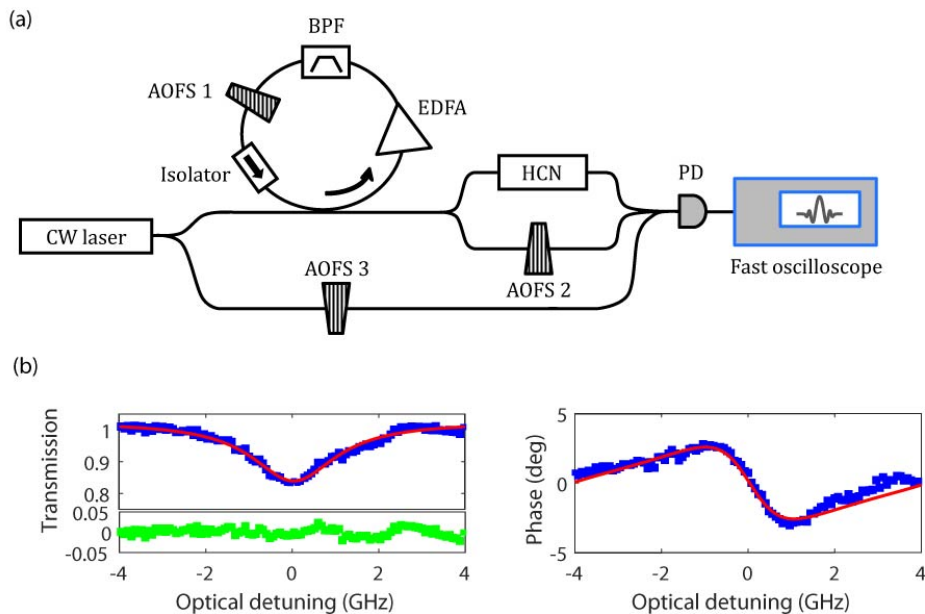 (a)
BPF
AOFS 1
EDFA
Isolator
HCN
PD
CW laser
AOFS 3
AOFS 2
Fast oscilloscope
(b)
Transmission
1
0.9
0.8
0.05
0
-0.05
-4 -2 0 2 4
Optical detuning (GHz)
Phase (deg)
5
0
-5
-4 -2 0 2 4
Optical detuning (GHz)